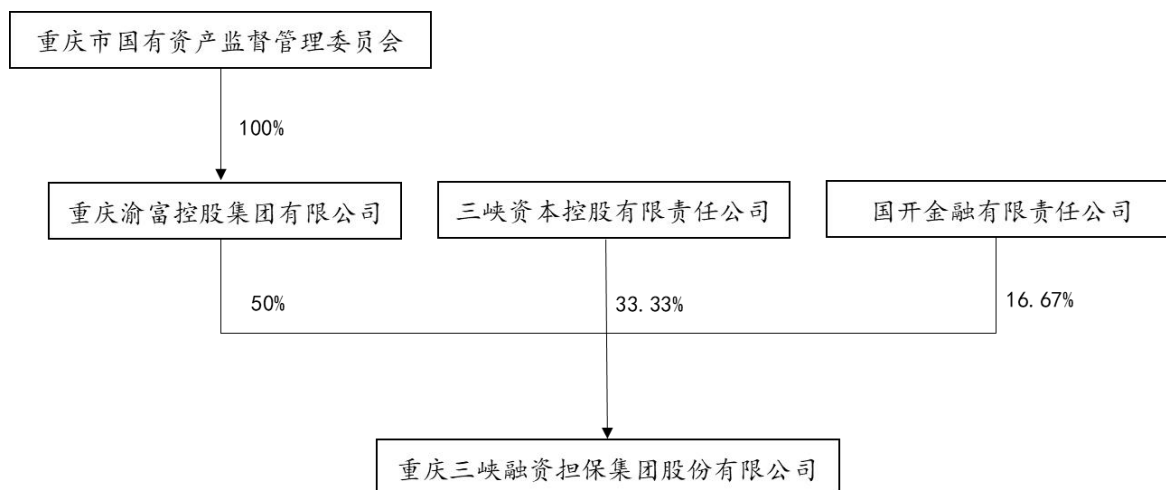 重庆市国有资产监督管理委员会
100%
重庆渝富控股集团有限公司
三峡资本控股有限责任公司
国开金融有限责任公司
50%
33.33%
16.67%
重庆三峡融资担保集团股份有限公司